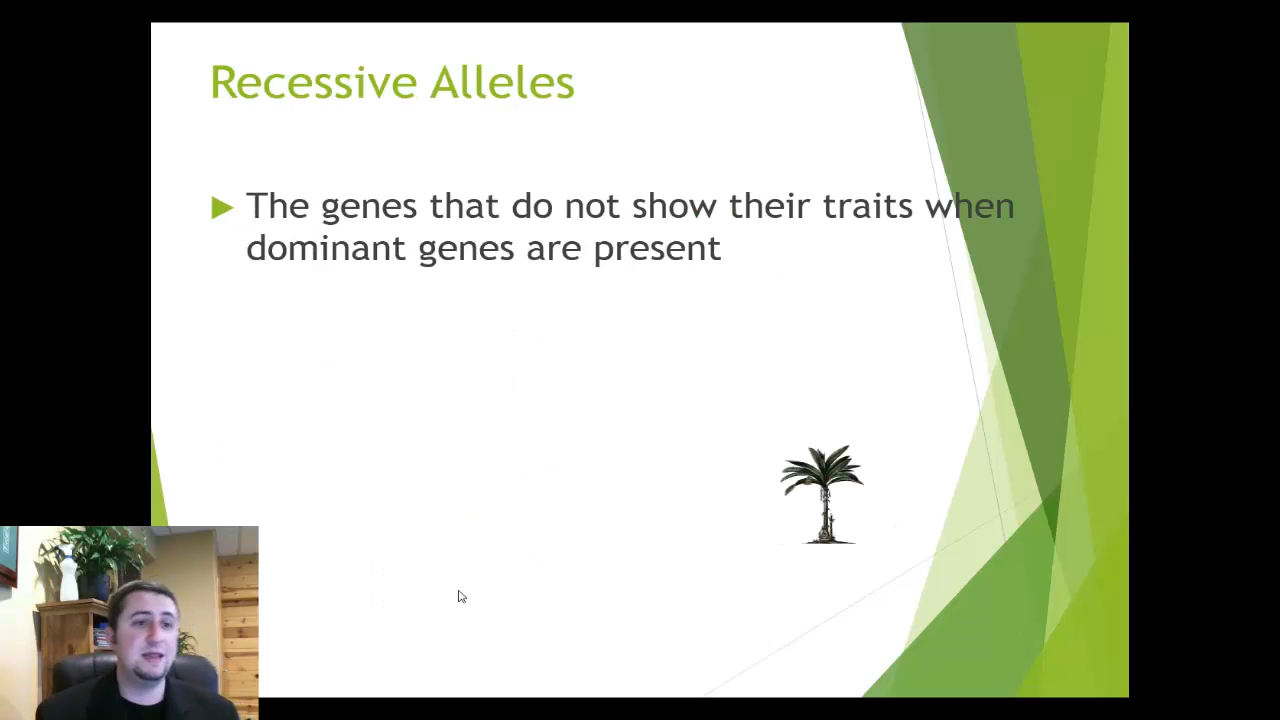 Recessive Alleles
The genes that do not show their traits when
dominant genes are present